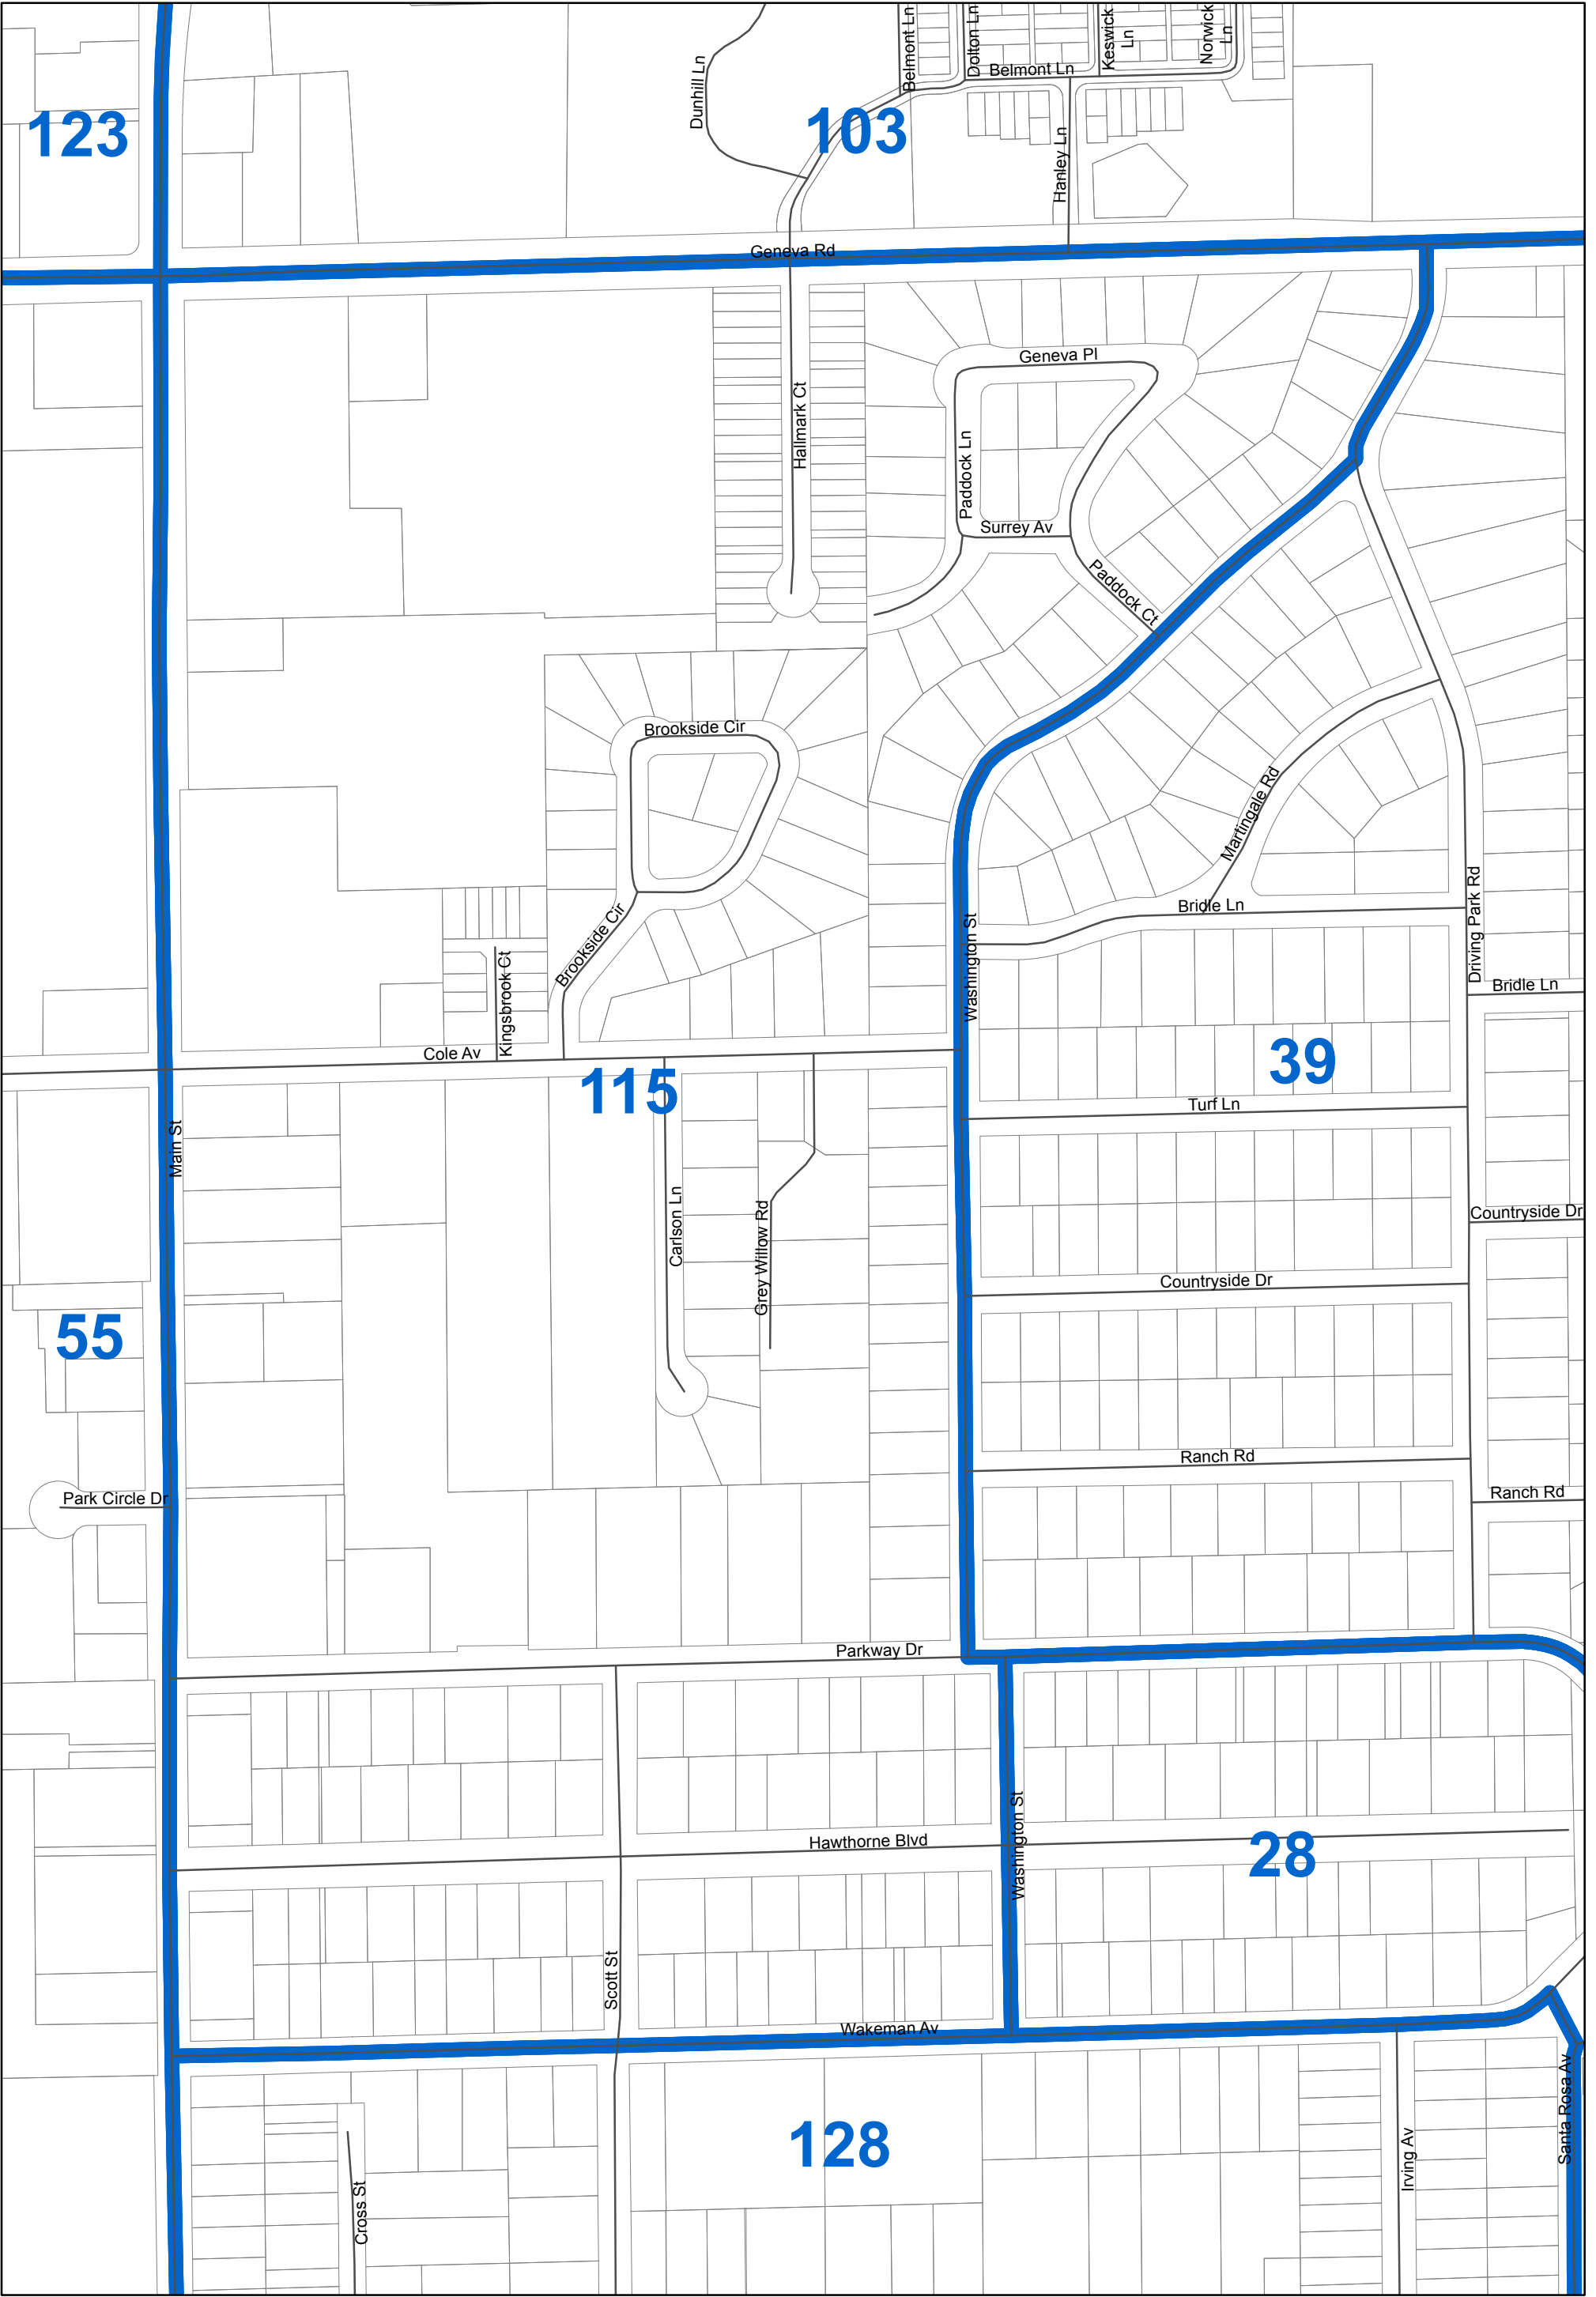 Belmont Ln
Dolton Ln
Keswick
Ln
Norwick
Ln
Dunhill Ln
Belmont Ln
123
103
Hanley Ln
Geneva Rd
Geneva Pl
Hallmark Ct
Paddock Ln
Surrey Av
Paddock Ct
Brookside Cir
Martingale Rd
Bridle Ln
Driving Park Rd
Brookside Cir
Washington St
Kingsbrook Ct
Bridle Ln
Cole Av
39
115
Turf Ln
Main St
Carlson Ln
Grey Willow Rd
Countryside Dr
Countryside Dr
55
Ranch Rd
Park Circle Dr
Ranch Rd
Parkway Dr
Washington St
Hawthorne Blvd
28
Scott St
Wakeman Av
Santa Rosa Av
128
Irving Av
Cross St